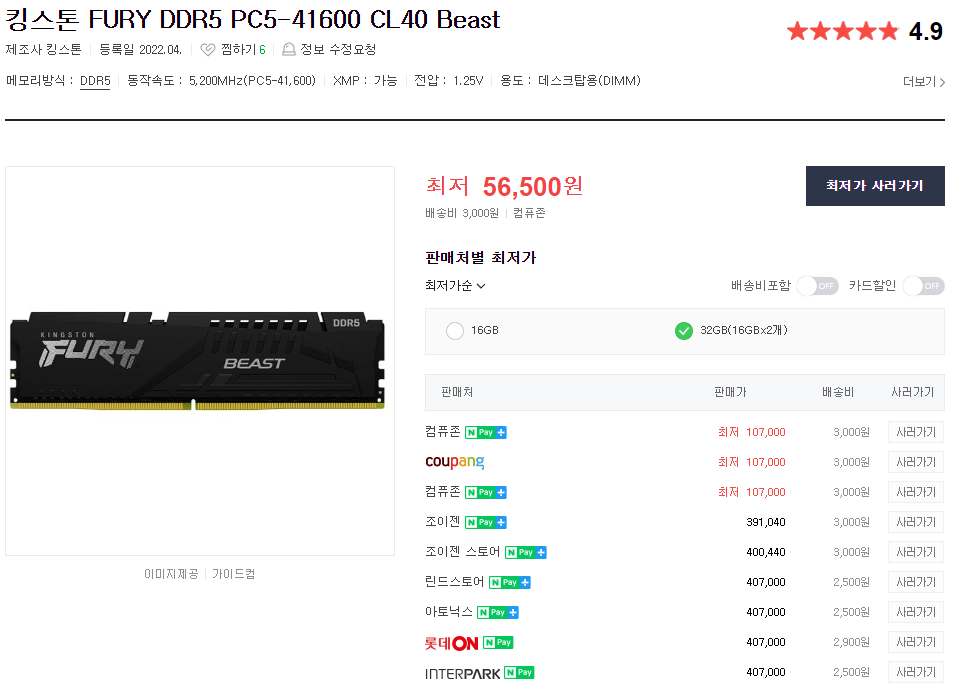 킹스톤 FURY DDR5 PC5-41600 CL40 Beast
4.9
제조사 킹스톤 등록일 2022.04. 찜하기 6 정보 수정요청
메모리방식 : DDR5 동작속도 : 5,200MHz(PC5-41,600) XMP : 가능 전압 : 1.25V 용도 : 데스크탑용(DIMM) 더보기
KINGSTON FURY BEAST DDR5
이미지제공 가이드컴
최저 56,500원 최저가 사러가기
배송비 3,000원 컴퓨존
판매처별 최저가
최저가순 배송비포함 OFF 카드할인 OFF
16GB 32GB(16GBx2개)
판매처 판매가 배송비 사러가기
컴퓨존 N Pay + 최저 107,000 3,000원 사러가기
coupang 최저 107,000 3,000원 사러가기
컴퓨존 N Pay + 최저 107,000 3,000원 사러가기
조이젠 N Pay + 391,040 3,000원 사러가기
조이젠 스토어 N Pay + 400,440 3,000원 사러가기
린드스토어 N Pay + 407,000 2,500원 사러가기
아토닉스 N Pay + 407,000 2,500원 사러가기
롯데ON N Pay 407,000 2,900원 사러가기
INTERPARK N Pay 407,000 2,500원 사러가기